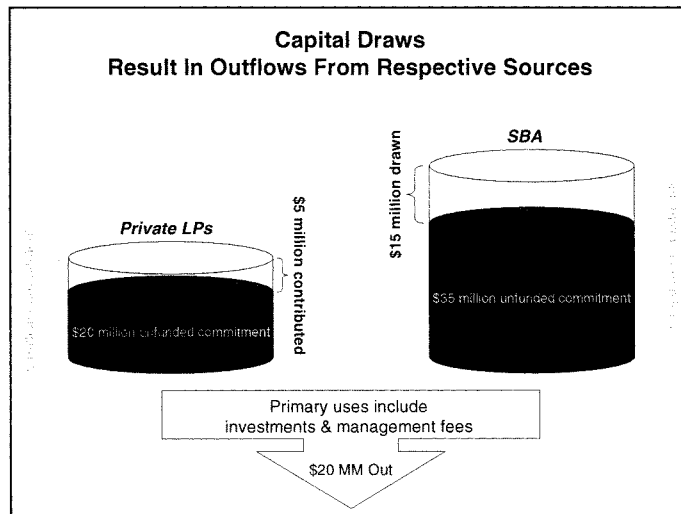 Capital Draws
Result In Outflows From Respective Sources
SBA
$15 million drawn
Private LPs
$5 million contributed
$35 million unfunded commitment
$20 million unfunded commitment
Primary uses include
investments & management fees
$20 MM Out